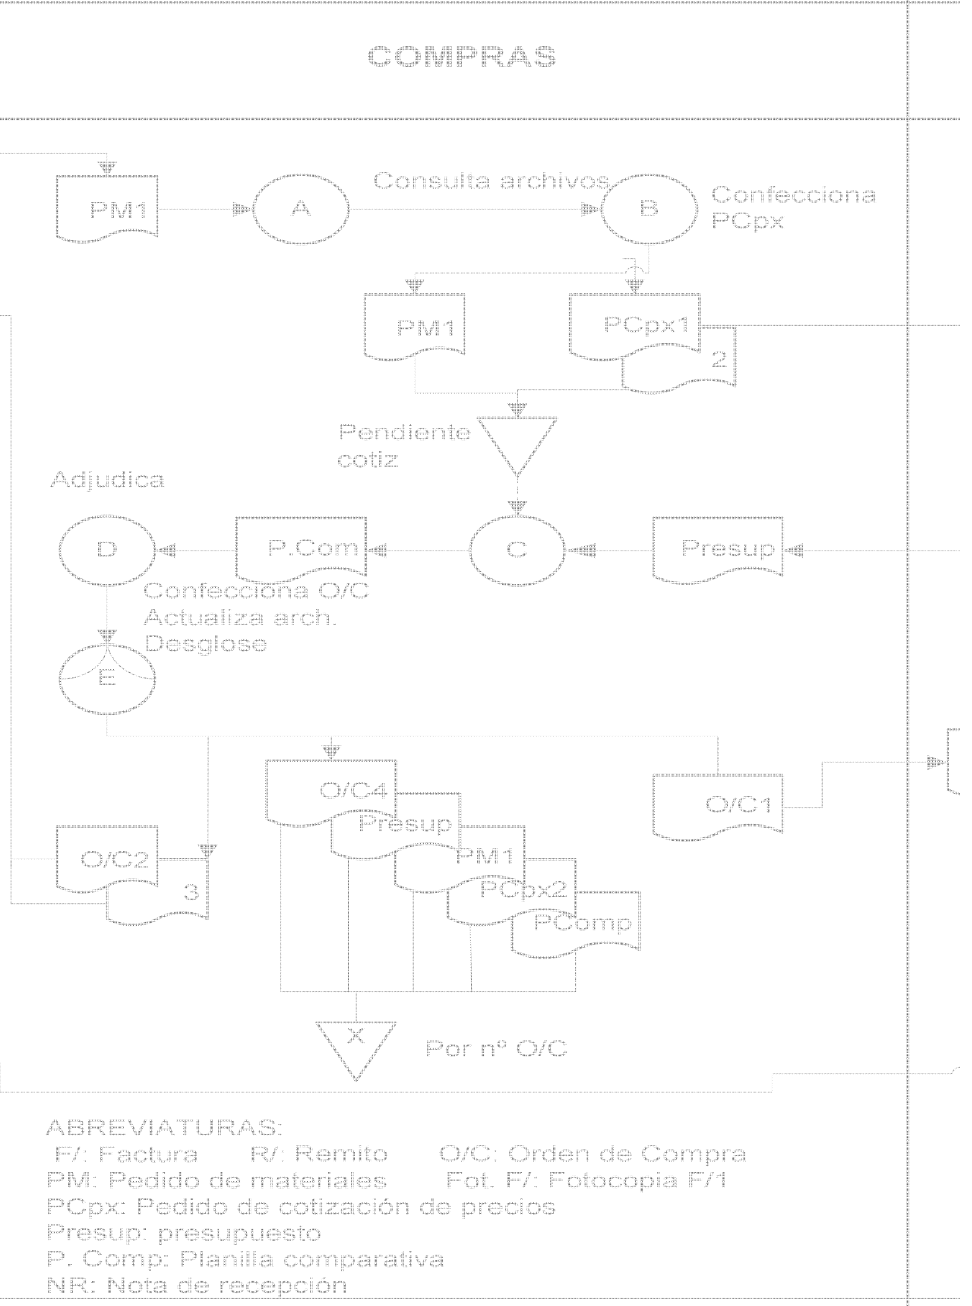 COMPRAS
PM1
A
Consulta archivos
B
Confecciona
PCpx
PM1
PCpx1
2
Pendiente
cotiz
Adjudica
D
P.Com
C
Presup
Confecciona O/C
Actualiza arch.
Desglose
E
O/C4
Presup
O/C1
O/C2
PM1
3
PCpx2
PComp
X
Por nº O/C
ABREVIATURAS:
F/: Factura R/: Remito O/C: Orden de Compra
PM: Pedido de materiales Fot. F/: Fotocopia F/1
PCpx: Pedido de cotización de precios
Presup: presupuesto
P. Comp: Planilla comparativa
NR: Nota de recepción